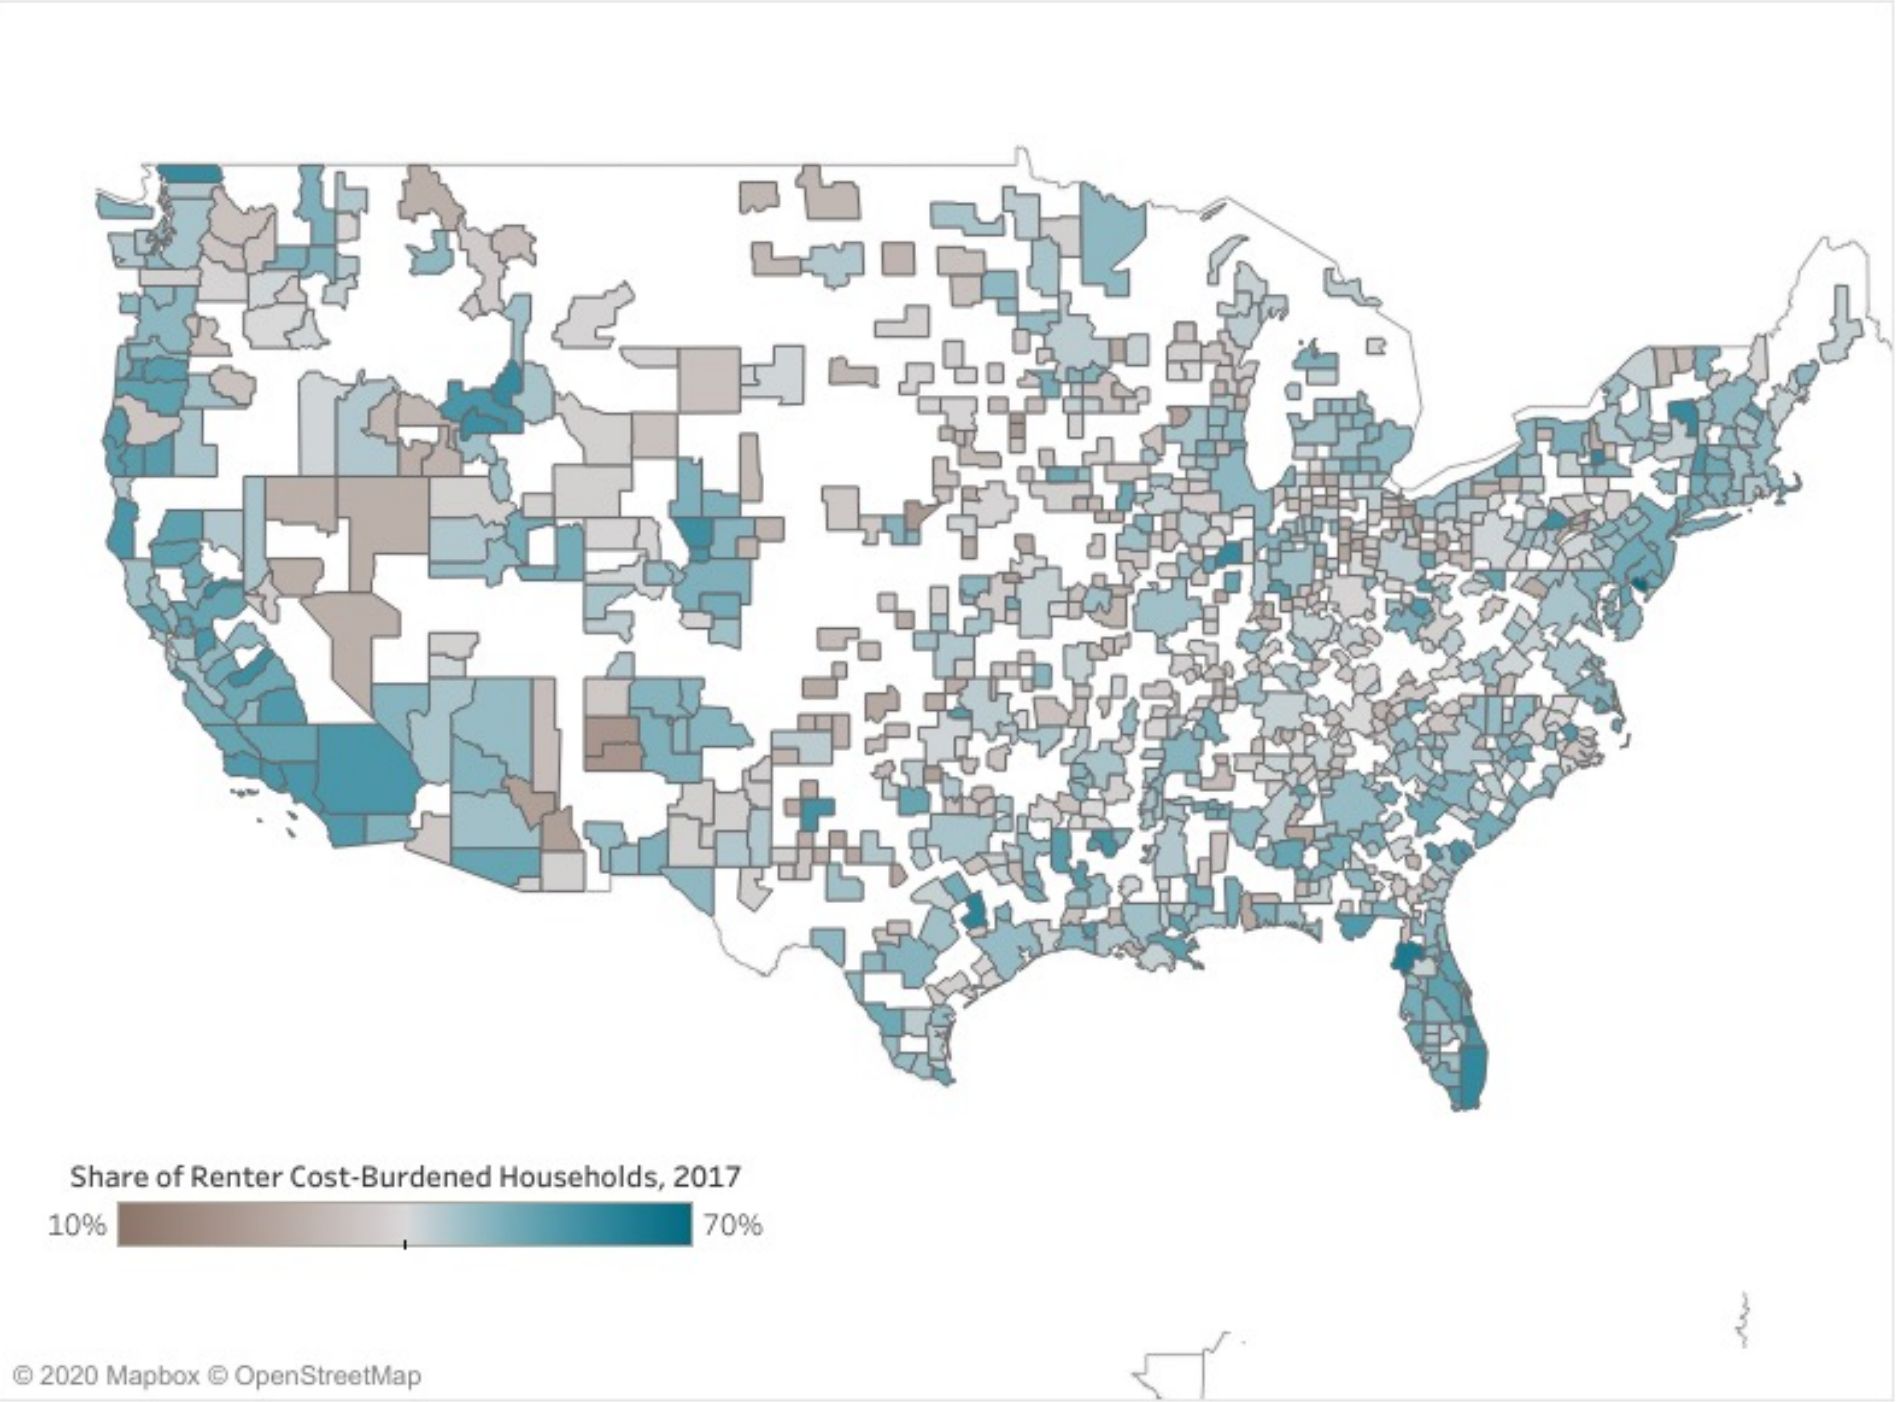 Share of Renter Cost-Burdened Households, 2017
10% 70%
© 2020 Mapbox © OpenStreetMap